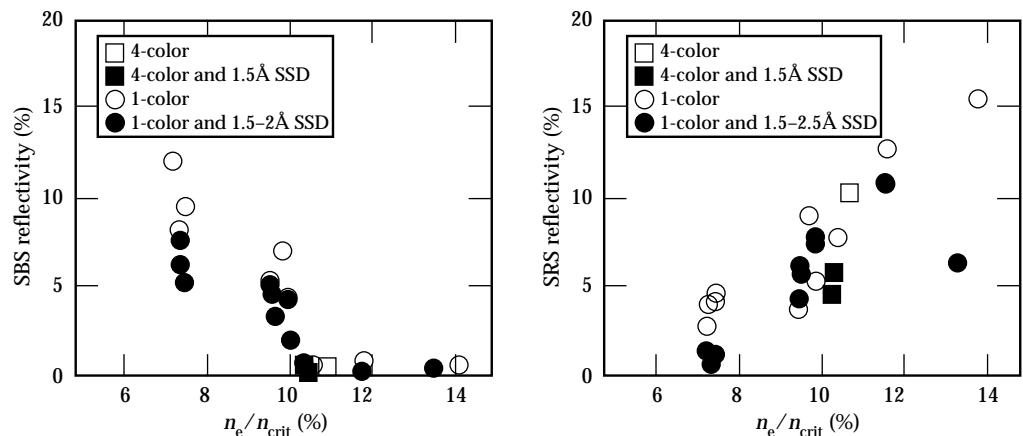 20
15
10
5
0
SBS reflectivity (%)
4-color
4-color and 1.5Å SSD
1-color
1-color and 1.5–2Å SSD
6 8 10 12 14
nₑ/n_crit (%)
20
15
10
5
0
SRS reflectivity (%)
4-color
4-color and 1.5Å SSD
1-color
1-color and 1.5–2.5Å SSD
6 8 10 12 14
nₑ/n_crit (%)